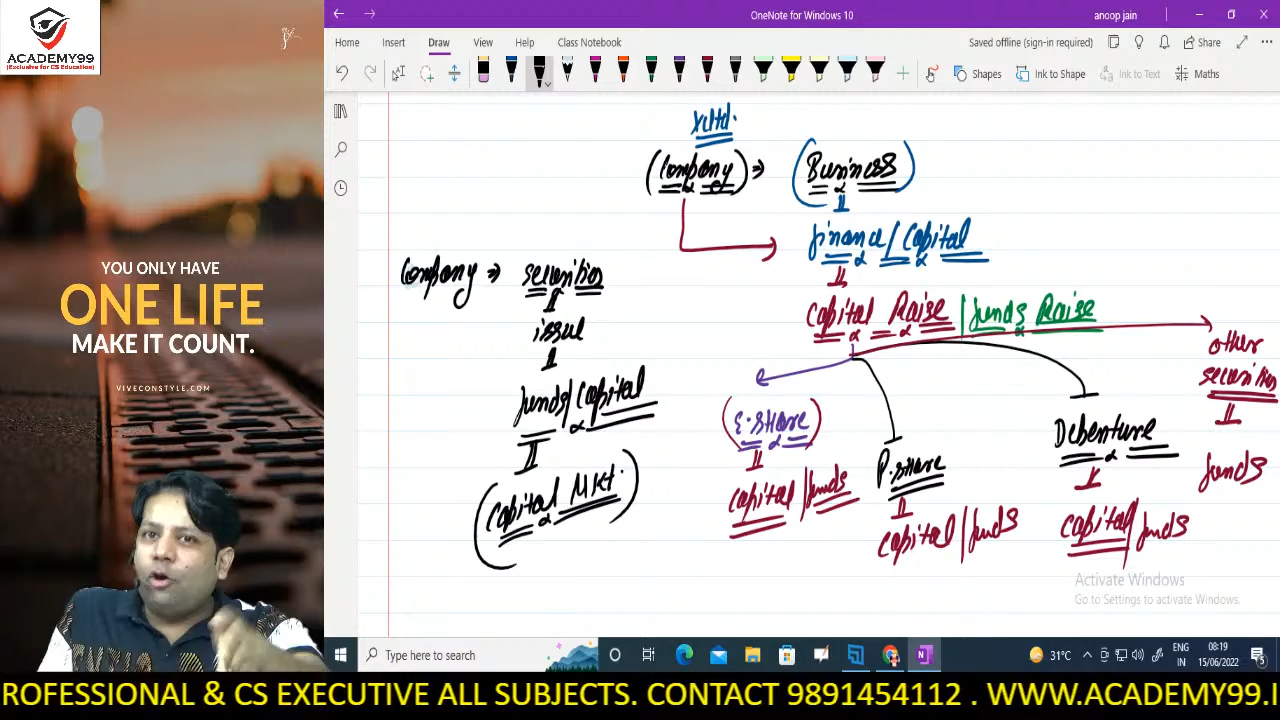 ACADEMY99
(Exclusive for CS Education)
YOU ONLY HAVE
ONE LIFE
MAKE IT COUNT.
VIVECONSTYLE.COM
OneNote for Windows 10
anoop jain
Home Insert Draw View Help Class Notebook
Saved offline (sign-in required)
Share
Shapes
Ink to Shape
Ink to Text
Maths
X Ltd.
(Company) ⇒ (Business)
finance/Capital
Capital Raise | funds Raise
Company ⇒ securities
issue
funds/Capital
(Capital Mkt.)
(E.Share)
capital/funds
P.share
capital/funds
Debenture
capital/funds
other
securities
funds
Activate Windows
Go to Settings to activate Windows.
Type here to search
31°C
ENG
IN
08:19
15/06/2022
5
ROFESSIONAL & CS EXECUTIVE ALL SUBJECTS. CONTACT 9891454112 . WWW.ACADEMY99.I